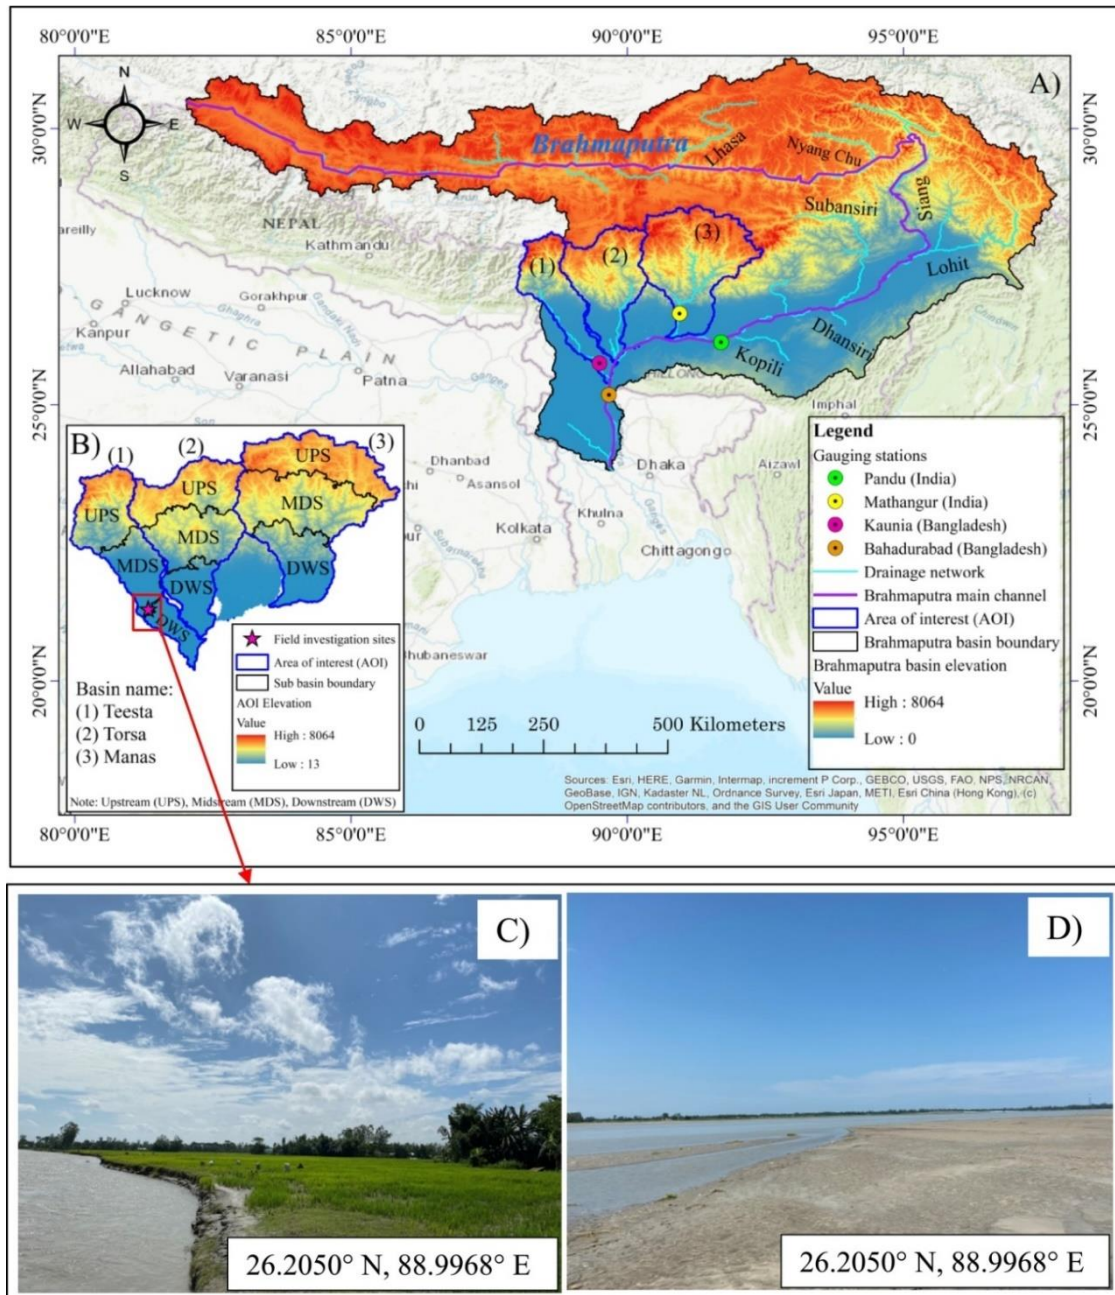 80°0'0"E
85°0'0"E
90°0'0"E
95°0'0"E
A)
N
W
E
S
30°0'0"N
30°0'0"N
Brahmaputra
Lhasa
Nyang Chu
Siang
Subansiri
Lohit
Dhansiri
Kopili
(1)
(2)
(3)
NEPAL
Kathmandu
areilly
Lucknow
Gorakhpur
Ghaghra
Gandaki Nadi
Kanpur
GANGETIC PLAIN
Allahabad
Varanasi
Patna
Ganges
Chindwin
Imphal
25°0'0"N
25°0'0"N
Son
Dhanbad
Asansol
Dhaka
Aizawl
Khulna
Ganges
Kolkata
Chittagong
Subarnarekha
Bhubaneswar
20°0'0"N
20°0'0"N
Legend
Gauging stations
Pandu (India)
Mathangur (India)
Kaunia (Bangladesh)
Bahadurabad (Bangladesh)
Drainage network
Brahmaputra main channel
Area of interest (AOI)
Brahmaputra basin boundary
Brahmaputra basin elevation
Value
High : 8064
Low : 0
0 125 250 500 Kilometers
Sources: Esri, HERE, Garmin, Intermap, increment P Corp., GEBCO, USGS, FAO, NPS, NRCAN,
GeoBase, IGN, Kadaster NL, Ordnance Survey, Esri Japan, METI, Esri China (Hong Kong), (c)
OpenStreetMap contributors, and the GIS User Community
B)
(1)
(2)
(3)
UPS
UPS
UPS
MDS
MDS
MDS
DWS
DWS
DWS
Field investigation sites
Area of interest (AOI)
Sub basin boundary
AOI Elevation
Value
High : 8064
Low : 13
Basin name:
(1) Teesta
(2) Torsa
(3) Manas
Note: Upstream (UPS), Midstream (MDS), Downstream (DWS)
80°0'0"E
85°0'0"E
90°0'0"E
95°0'0"E
C)
26.2050° N, 88.9968° E
D)
26.2050° N, 88.9968° E